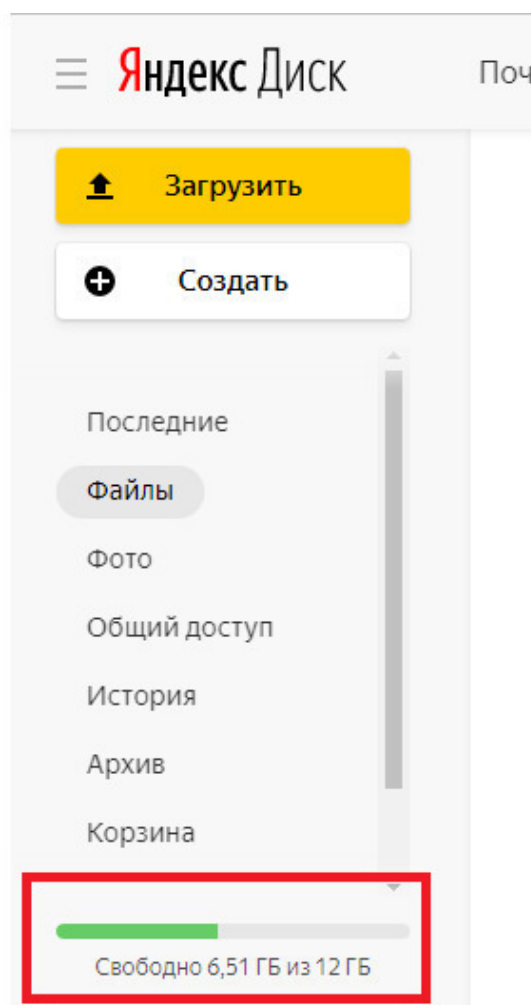 Яндекс Диск
Поч
Загрузить
Создать
Последние
Файлы
Фото
Общий доступ
История
Архив
Корзина
Свободно 6,51 ГБ из 12 ГБ